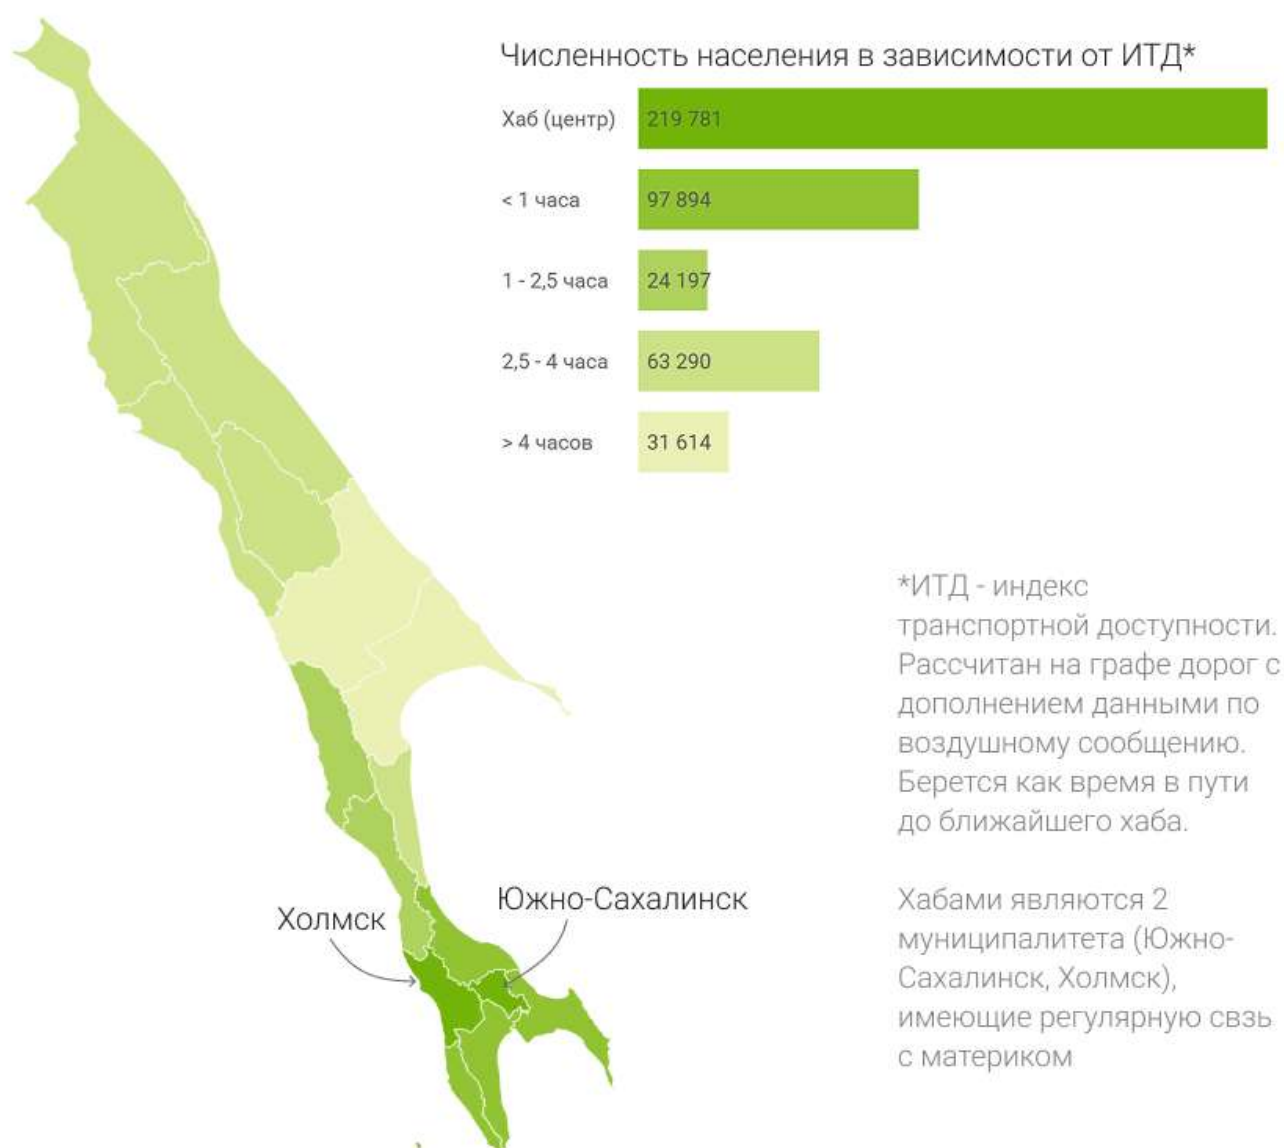 Численность населения в зависимости от ИТД*
Хаб (центр) 219 781
< 1 часа 97 894
1 - 2,5 часа 24 197
2,5 - 4 часа 63 290
> 4 часов 31 614
*ИТД - индекс
транспортной доступности.
Рассчитан на графе дорог с
дополнением данными по
воздушному сообщению.
Берется как время в пути
до ближайшего хаба.
Холмск
Южно-Сахалинск
Хабами являются 2
муниципалитета (Южно-
Сахалинск, Холмск),
имеющие регулярную свзь
с материком